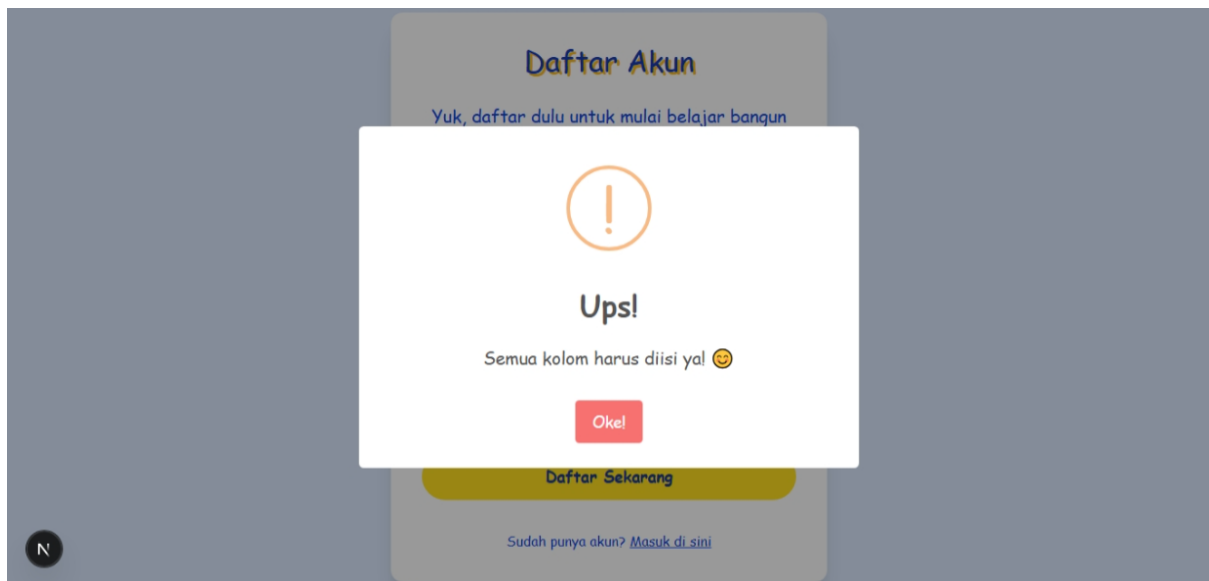 Daftar Akun
Yuk, daftar dulu untuk mulai belajar bangun
!
Ups!
Semua kolom harus diisi ya! 😊
Oke!
Daftar Sekarang
Sudah punya akun? Masuk di sini
N